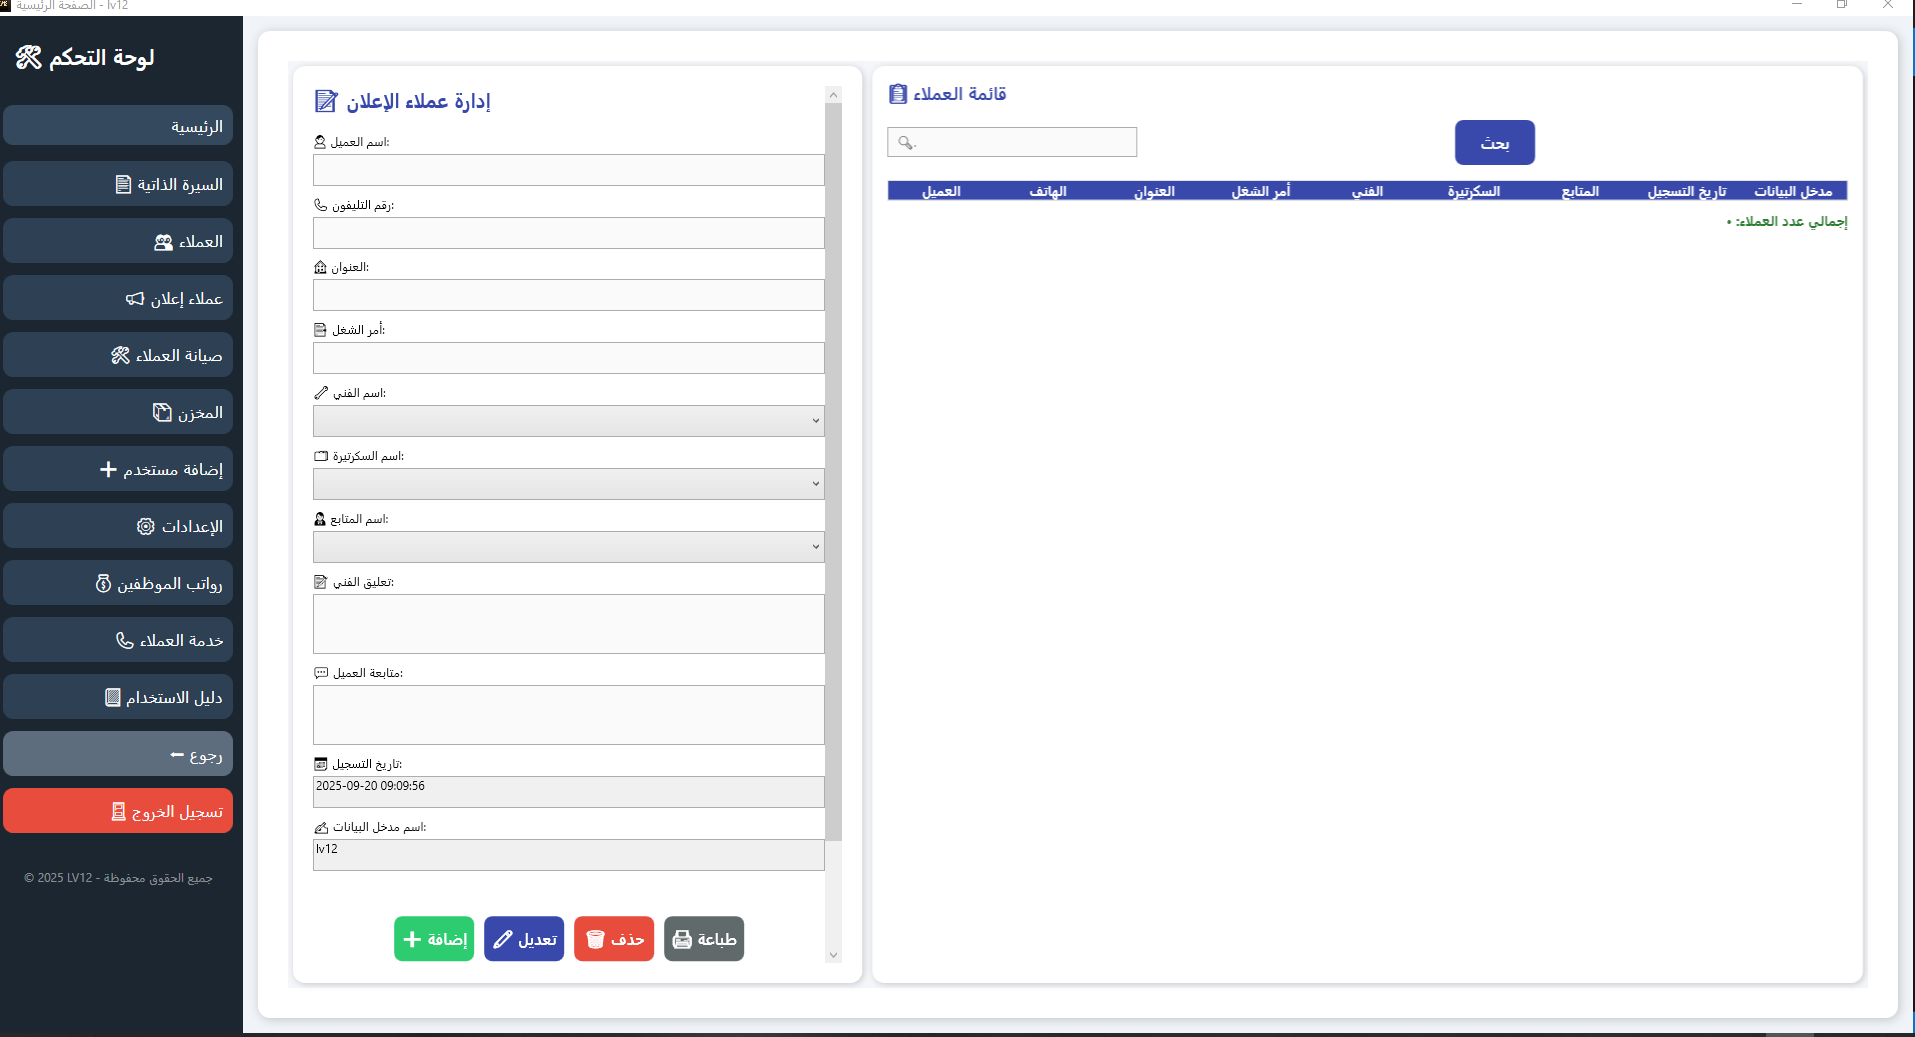 الصفحة الرئيسية - lv12
لوحة التحكم
الرئيسية
السيرة الذاتية
العملاء
عملاء إعلان
صيانة العملاء
المخزن
إضافة مستخدم
الإعدادات
رواتب الموظفين
خدمة العملاء
دليل الاستخدام
رجوع
تسجيل الخروج
جميع الحقوق محفوظة - LV12 2025 ©
إدارة عملاء الإعلان
اسم العميل:
رقم التليفون:
العنوان:
أمر الشغل:
اسم الفني:
اسم السكرتيرة:
اسم المتابع:
تعليق الفني:
متابعة العميل:
تاريخ التسجيل:
2025-09-20 09:09:56
اسم مدخل البيانات:
lv12
إضافة
تعديل
حذف
طباعة
قائمة العملاء
بحث
العميل الهاتف العنوان أمر الشغل الفني السكرتيرة المتابع تاريخ التسجيل مدخل البيانات
إجمالي عدد العملاء: ٠